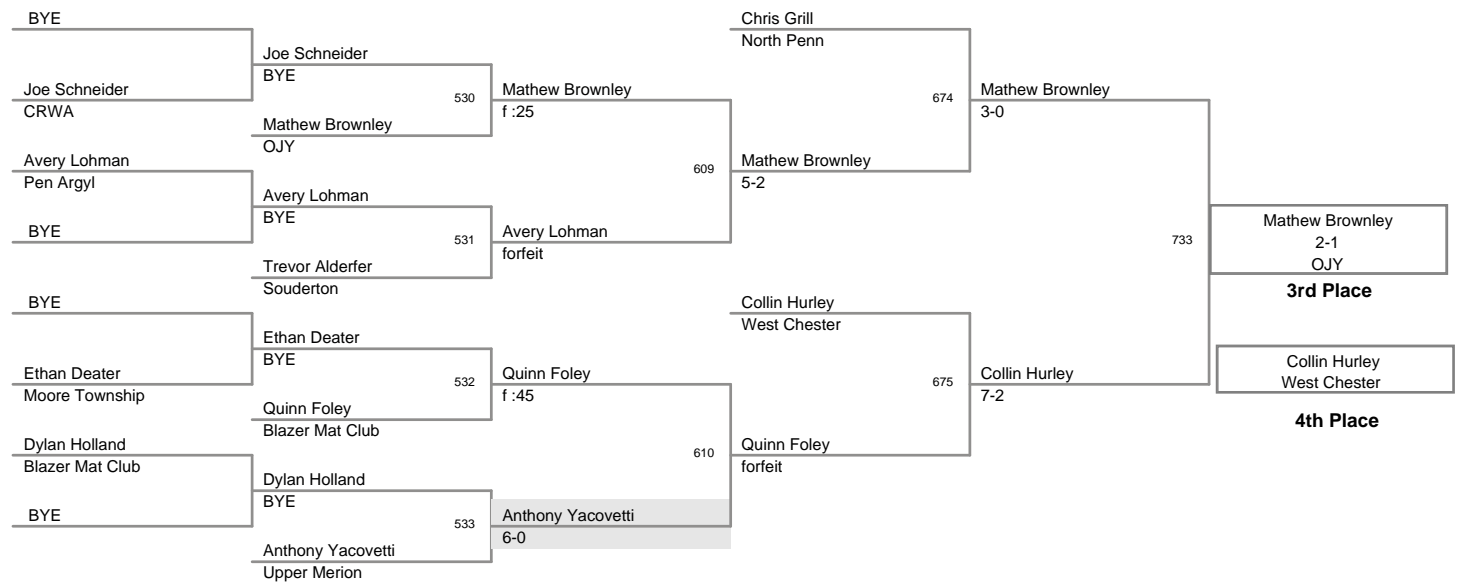 BYE
Joe Schneider
CRWA
Avery Lohman
Pen Argyl
BYE
BYE
Ethan Deater
Moore Township
Dylan Holland
Blazer Mat Club
BYE
Joe Schneider
BYE
Mathew Brownley
OJY
Avery Lohman
BYE
Trevor Alderfer
Souderton
Ethan Deater
BYE
Quinn Foley
Blazer Mat Club
Dylan Holland
BYE
Anthony Yacovetti
Upper Merion
530
531
532
533
Mathew Brownley
f :25
Avery Lohman
forfeit
Quinn Foley
f :45
Anthony Yacovetti
6-0
609
610
Chris Grill
North Penn
Mathew Brownley
5-2
Collin Hurley
West Chester
Quinn Foley
forfeit
674
675
Mathew Brownley
3-0
Collin Hurley
7-2
733
Mathew Brownley
2-1
OJY
3rd Place
Collin Hurley
West Chester
4th Place